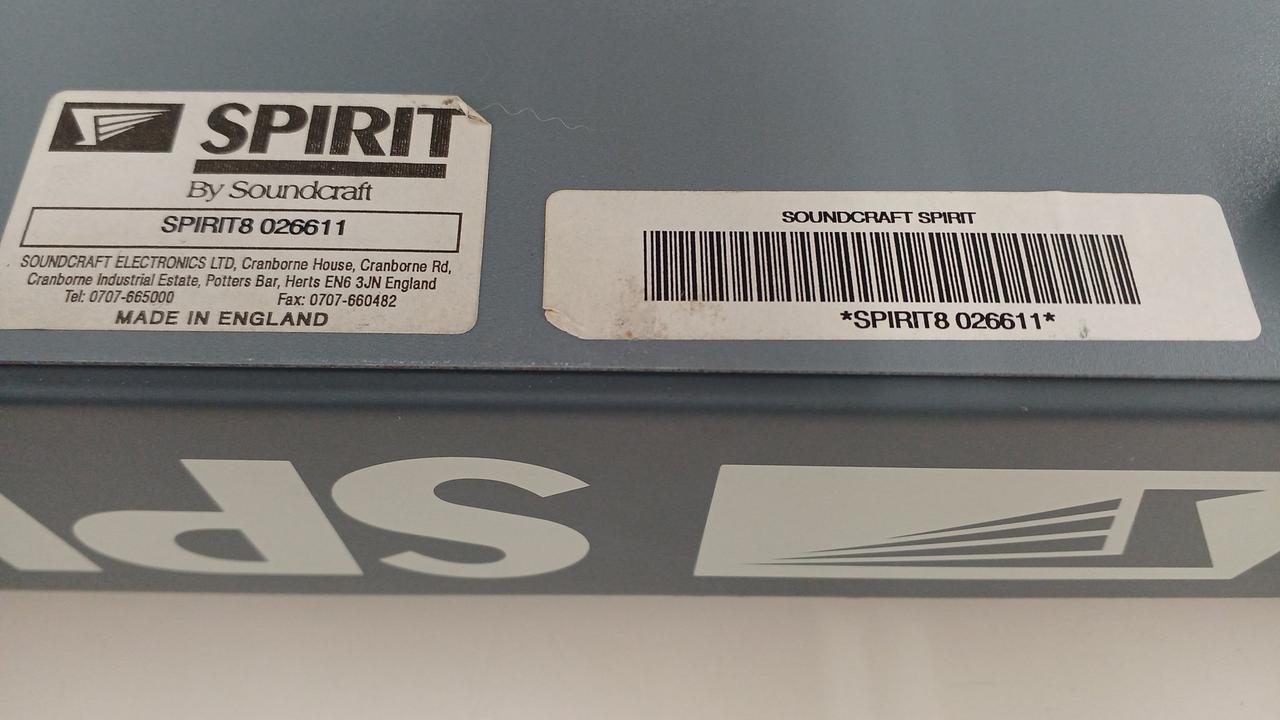 SPIRIT
By Soundcraft
SPIRIT8 026611
SOUNDCRAFT ELECTRONICS LTD, Cranborne House, Cranborne Rd,
Cranborne Industrial Estate, Potters Bar, Herts EN6 3JN England
Tel: 0707-665000 Fax: 0707-660482
MADE IN ENGLAND
SOUNDCRAFT SPIRIT
*SPIRIT8 026611*
SP